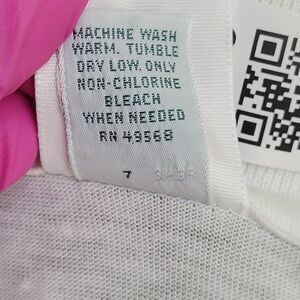 MACHINE WASH
WARM. TUMBLE
DRY LOW. ONLY
NON-CHLORINE
BLEACH
WHEN NEEDED
RN 49568
7